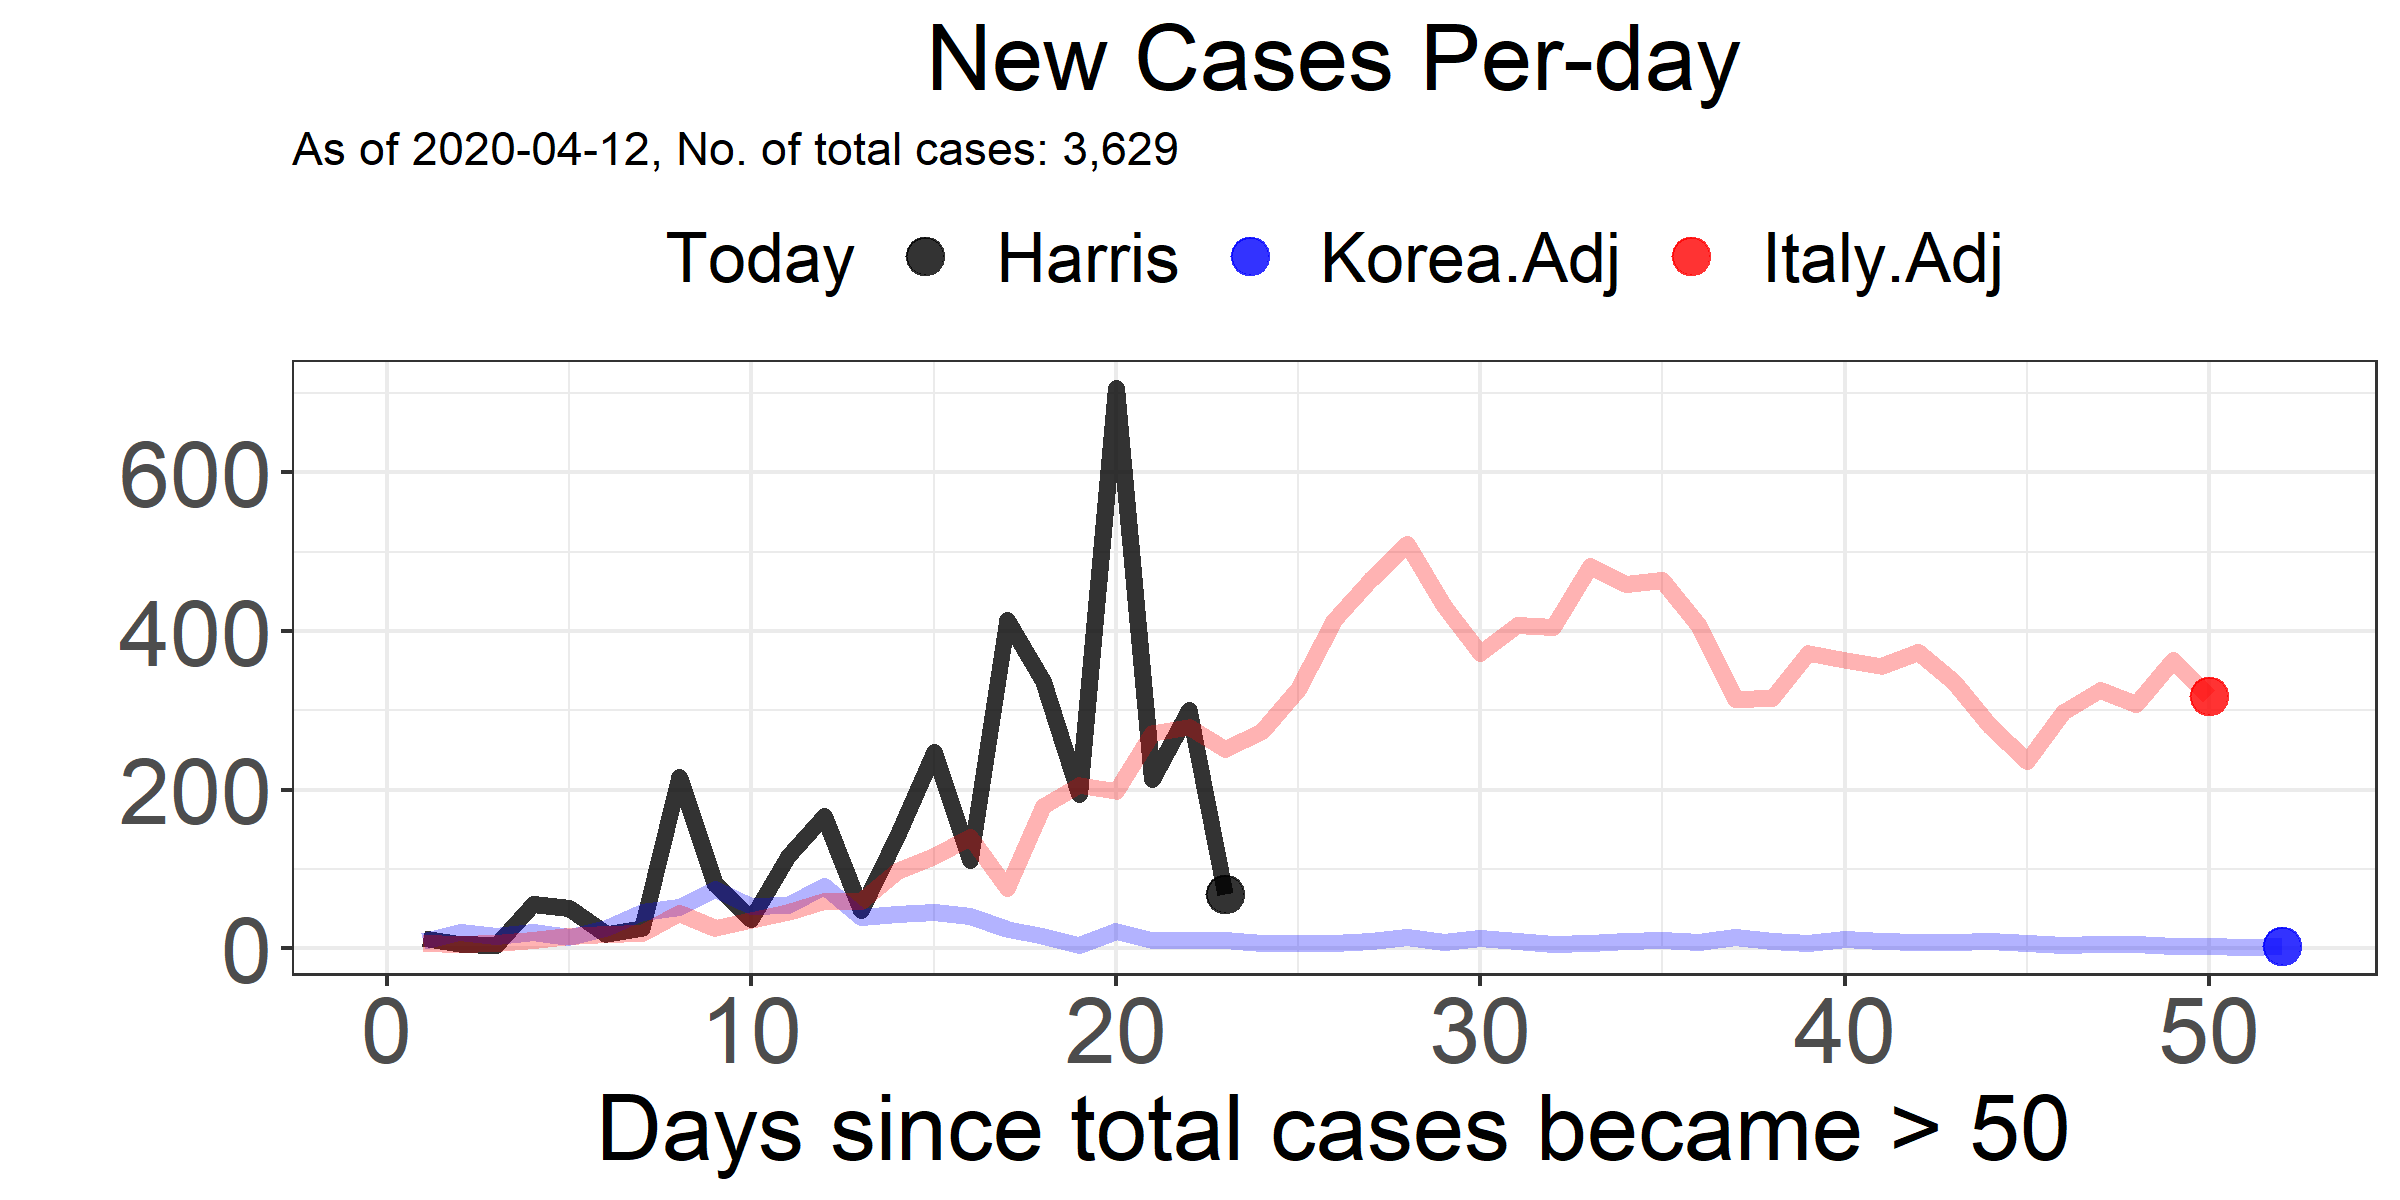 New Cases Per-day
As of 2020-04-12, No. of total cases: 3,629
Today Harris Korea.Adj Italy.Adj
600
400
200
0
0 10 20 30 40 50
Days since total cases became > 50